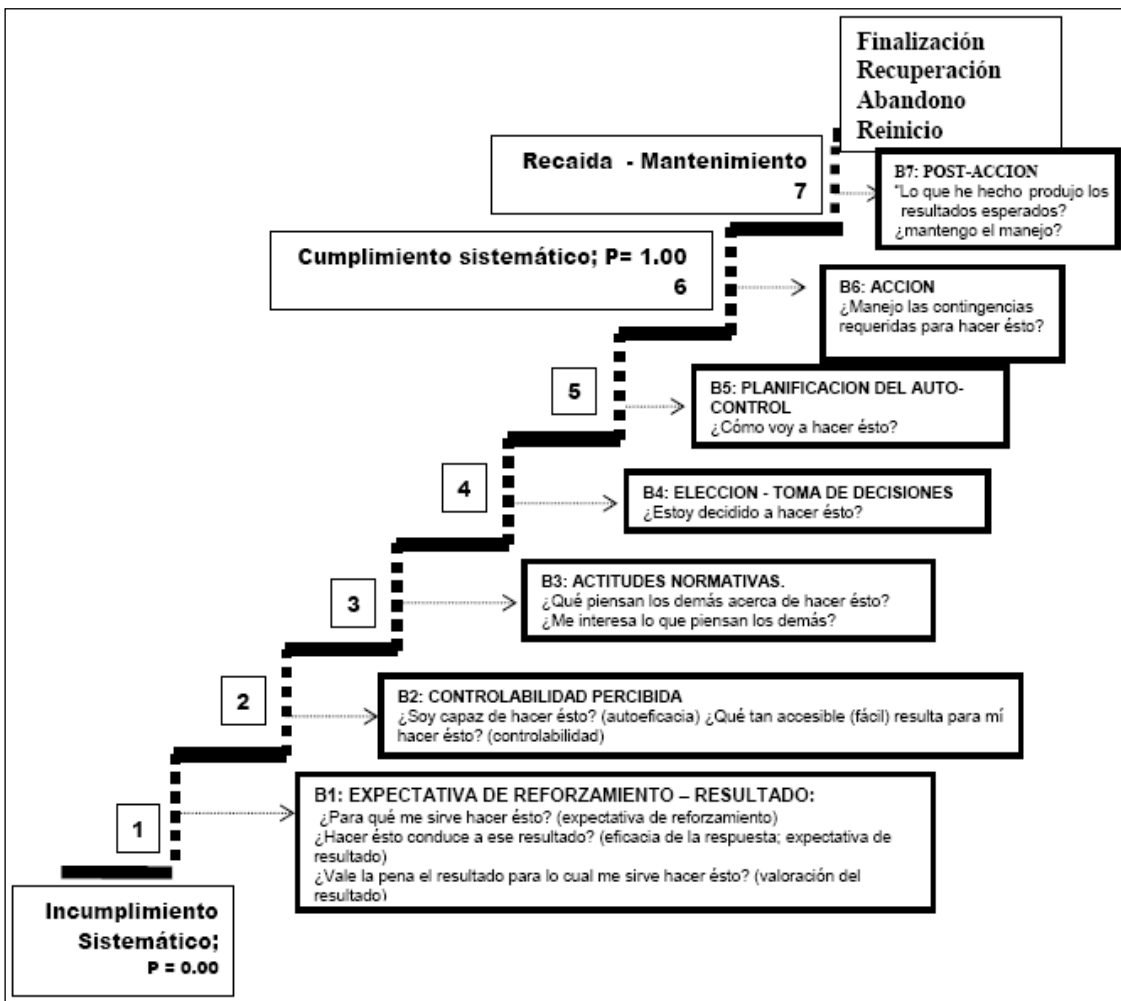 Finalización
Recuperación
Abandono
Reinicio
Recaida - Mantenimiento
7
B7: POST-ACCION
"Lo que he hecho produjo los
resultados esperados?
¿mantengo el manejo?
Cumplimiento sistemático; P= 1.00
6
B6: ACCION
¿Manejo las contingencias
requeridas para hacer ésto?
5
B5: PLANIFICACION DEL AUTO-
CONTROL
¿Cómo voy a hacer ésto?
4
B4: ELECCION - TOMA DE DECISIONES
¿Estoy decidido a hacer ésto?
3
B3: ACTITUDES NORMATIVAS.
¿Qué piensan los demás acerca de hacer ésto?
¿Me interesa lo que piensan los demás?
2
B2: CONTROLABILIDAD PERCIBIDA
¿Soy capaz de hacer ésto? (autoeficacia) ¿Qué tan accesible (fácil) resulta para mí
hacer ésto? (controlabilidad)
1
B1: EXPECTATIVA DE REFORZAMIENTO – RESULTADO:
¿Para qué me sirve hacer ésto? (expectativa de reforzamiento)
¿Hacer ésto conduce a ese resultado? (eficacia de la respuesta; expectativa de
resultado)
¿Vale la pena el resultado para lo cual me sirve hacer ésto? (valoración del
resultado)
Incumplimiento
Sistemático;
P = 0.00